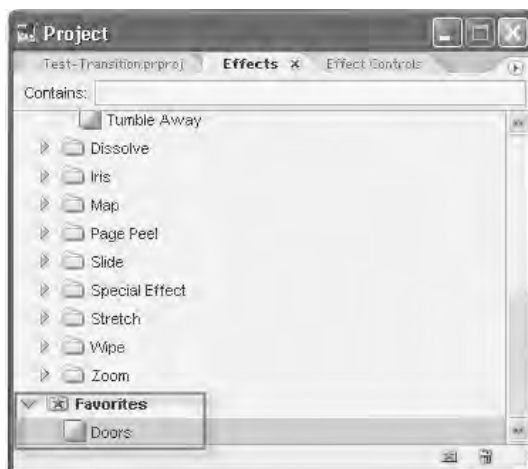 Project
Test-Transition.prproj Effects × Effect Controls
Contains:
Tumble Away
Dissolve
Iris
Map
Page Peel
Slide
Special Effect
Stretch
Wipe
Zoom
Favorites
Doors